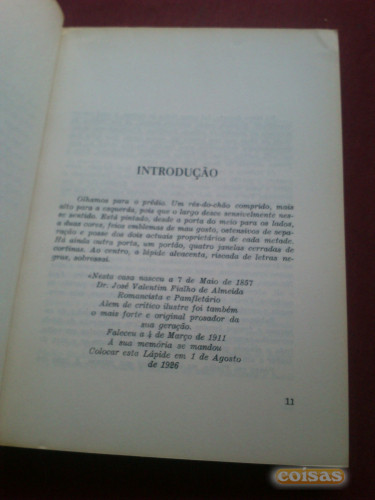 INTRODUÇÃO
Olhamos para o prédio. Um rés-do-chão comprido, mais
alto para a esquerda, pois que o largo desce sensivelmente nes-
se sentido. Está pintado, desde a porta do meio para os lados,
a duas cores, feios emblemas de mau gosto, ostensivos de sepa-
ração e posse dos dois actuais proprietários de cada metade.
Há ainda outra porta, um portão, quatro janelas cerradas de
cortinas. Ao centro, a lápide alvacenta, riscada de letras ne-
gras, sobressai.
«Nesta casa nasceu a 7 de Maio de 1857
Dr. José Valentim Fialho de Almeida
Romancista e Pamfletário
Alem de crítico ilustre foi também
o mais forte e original prosador da
sua geração.
Faleceu a 4 de Março de 1911
À sua memória se mandou
Colocar esta Lápide em 1 de Agosto
de 1926
11
coisas